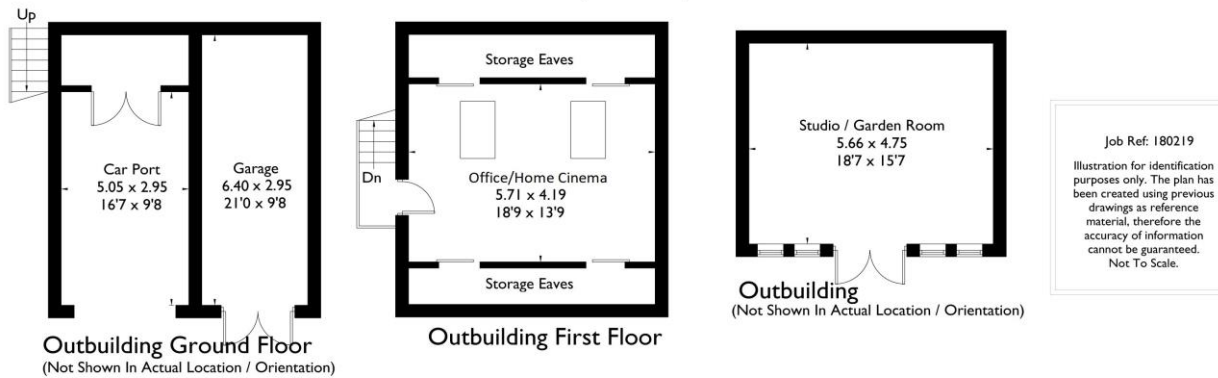 Up
Car Port
5.05 x 2.95
16'7 x 9'8
Garage
6.40 x 2.95
21'0 x 9'8
Outbuilding Ground Floor
(Not Shown In Actual Location / Orientation)
Storage Eaves
Dn
Office/Home Cinema
5.71 x 4.19
18'9 x 13'9
Storage Eaves
Outbuilding First Floor
Studio / Garden Room
5.66 x 4.75
18'7 x 15'7
Outbuilding
(Not Shown In Actual Location / Orientation)
Job Ref: 180219
Illustration for identification
purposes only. The plan has
been created using previous
drawings as reference
material, therefore the
accuracy of information
cannot be guaranteed.
Not To Scale.